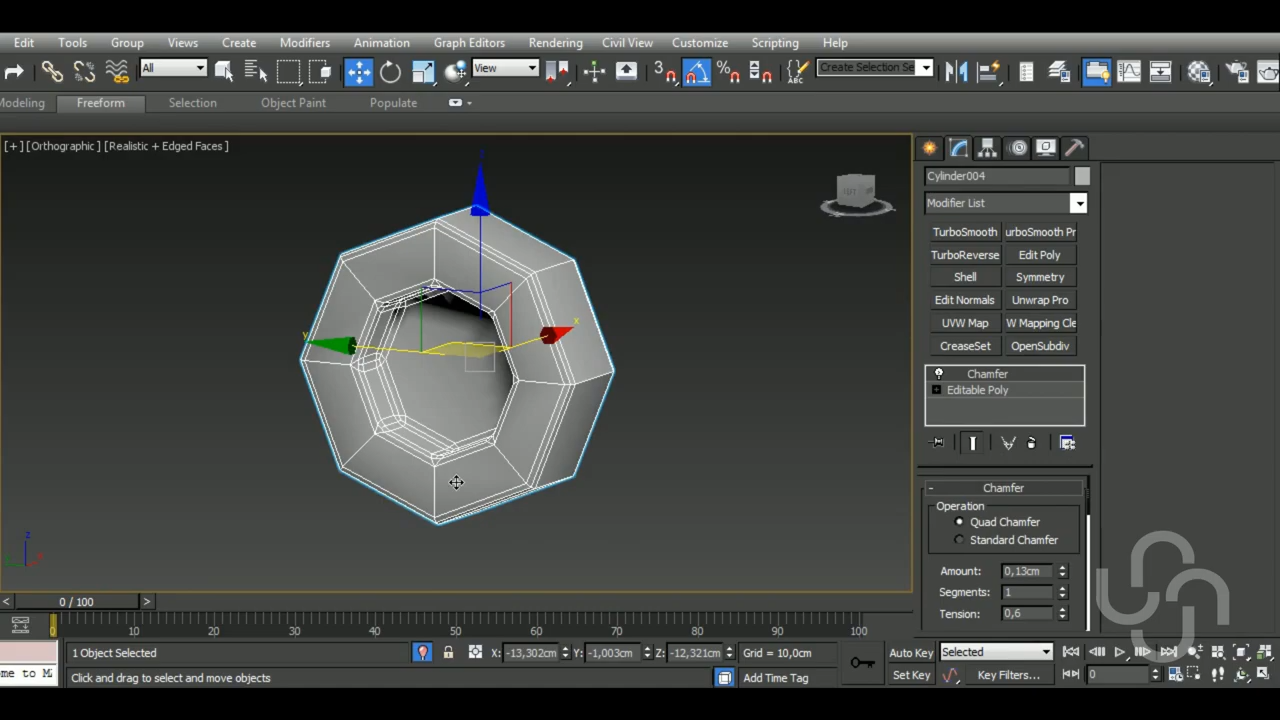 Edit Tools Group Views Create Modifiers Animation Graph Editors Rendering Civil View Customize Scripting Help
All View 3 Create Selection Se
Modeling Freeform Selection Object Paint Populate
[+] [Orthographic ] [Realistic + Edged Faces ]
Cylinder004
Modifier List
TurboSmooth urboSmooth Pr
TurboReverse Edit Poly
Shell Symmetry
Edit Normals Unwrap Pro
UVW Map W Mapping Cle
CreaseSet OpenSubdiv
Chamfer
Editable Poly
x
y
z
- Chamfer
Operation
Quad Chamfer
Standard Chamfer
Amount: 0,13cm
Segments: 1
Tension: 0,6
< 0 / 100 >
0 10 20 30 40 50 60 70 80 90 100
1 Object Selected X: -13,302cm Y: -1,003cm Z: -12,321cm Grid = 10,0cm Auto Key Selected
ome to M Click and drag to select and move objects Add Time Tag Set Key Key Filters... 0